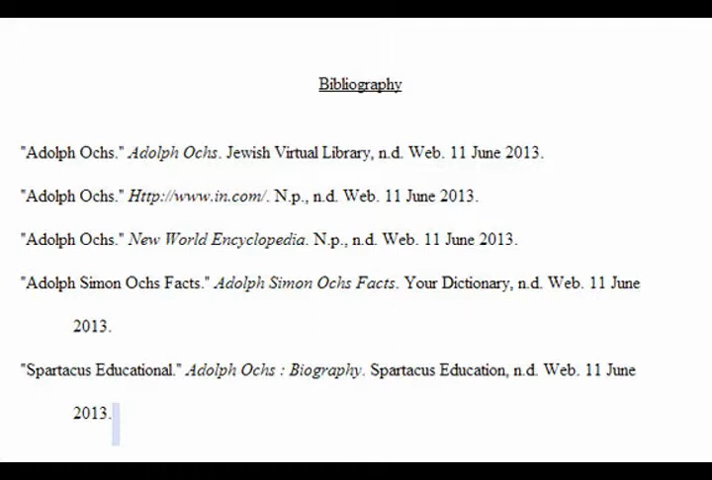 Bibliography
"Adolph Ochs." Adolph Ochs. Jewish Virtual Library, n.d. Web. 11 June 2013.
"Adolph Ochs." Http://www.in.com/. N.p., n.d. Web. 11 June 2013.
"Adolph Ochs." New World Encyclopedia. N.p., n.d. Web. 11 June 2013.
"Adolph Simon Ochs Facts." Adolph Simon Ochs Facts. Your Dictionary, n.d. Web. 11 June
2013.
"Spartacus Educational." Adolph Ochs : Biography. Spartacus Education, n.d. Web. 11 June
2013.